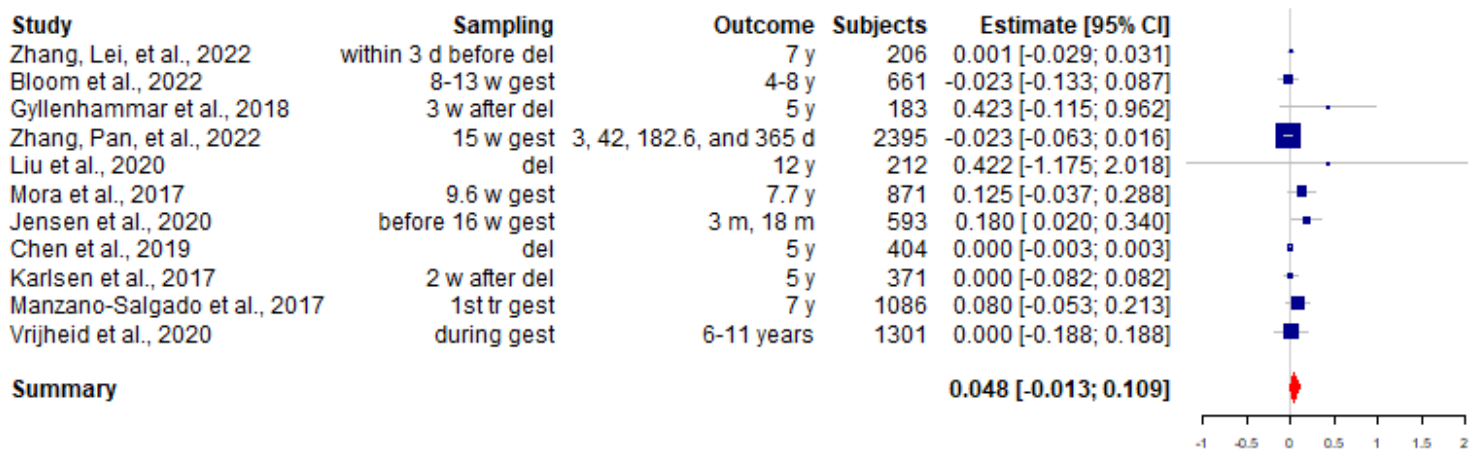 Study Sampling Outcome Subjects Estimate [95% CI]
Zhang, Lei, et al., 2022 within 3 d before del 7 y 206 0.001 [-0.029; 0.031]
Bloom et al., 2022 8-13 w gest 4-8 y 661 -0.023 [-0.133; 0.087]
Gyllenhammar et al., 2018 3 w after del 5 y 183 0.423 [-0.115; 0.962]
Zhang, Pan, et al., 2022 15 w gest 3, 42, 182.6, and 365 d 2395 -0.023 [-0.063; 0.016]
Liu et al., 2020 del 12 y 212 0.422 [-1.175; 2.018]
Mora et al., 2017 9.6 w gest 7.7 y 871 0.125 [-0.037; 0.288]
Jensen et al., 2020 before 16 w gest 3 m, 18 m 593 0.180 [ 0.020; 0.340]
Chen et al., 2019 del 5 y 404 0.000 [-0.003; 0.003]
Karlsen et al., 2017 2 w after del 5 y 371 0.000 [-0.082; 0.082]
Manzano-Salgado et al., 2017 1st tr gest 7 y 1086 0.080 [-0.053; 0.213]
Vrijheid et al., 2020 during gest 6-11 years 1301 0.000 [-0.188; 0.188]
Summary 0.048 [-0.013; 0.109]
-1 -0.5 0 0.5 1 1.5 2